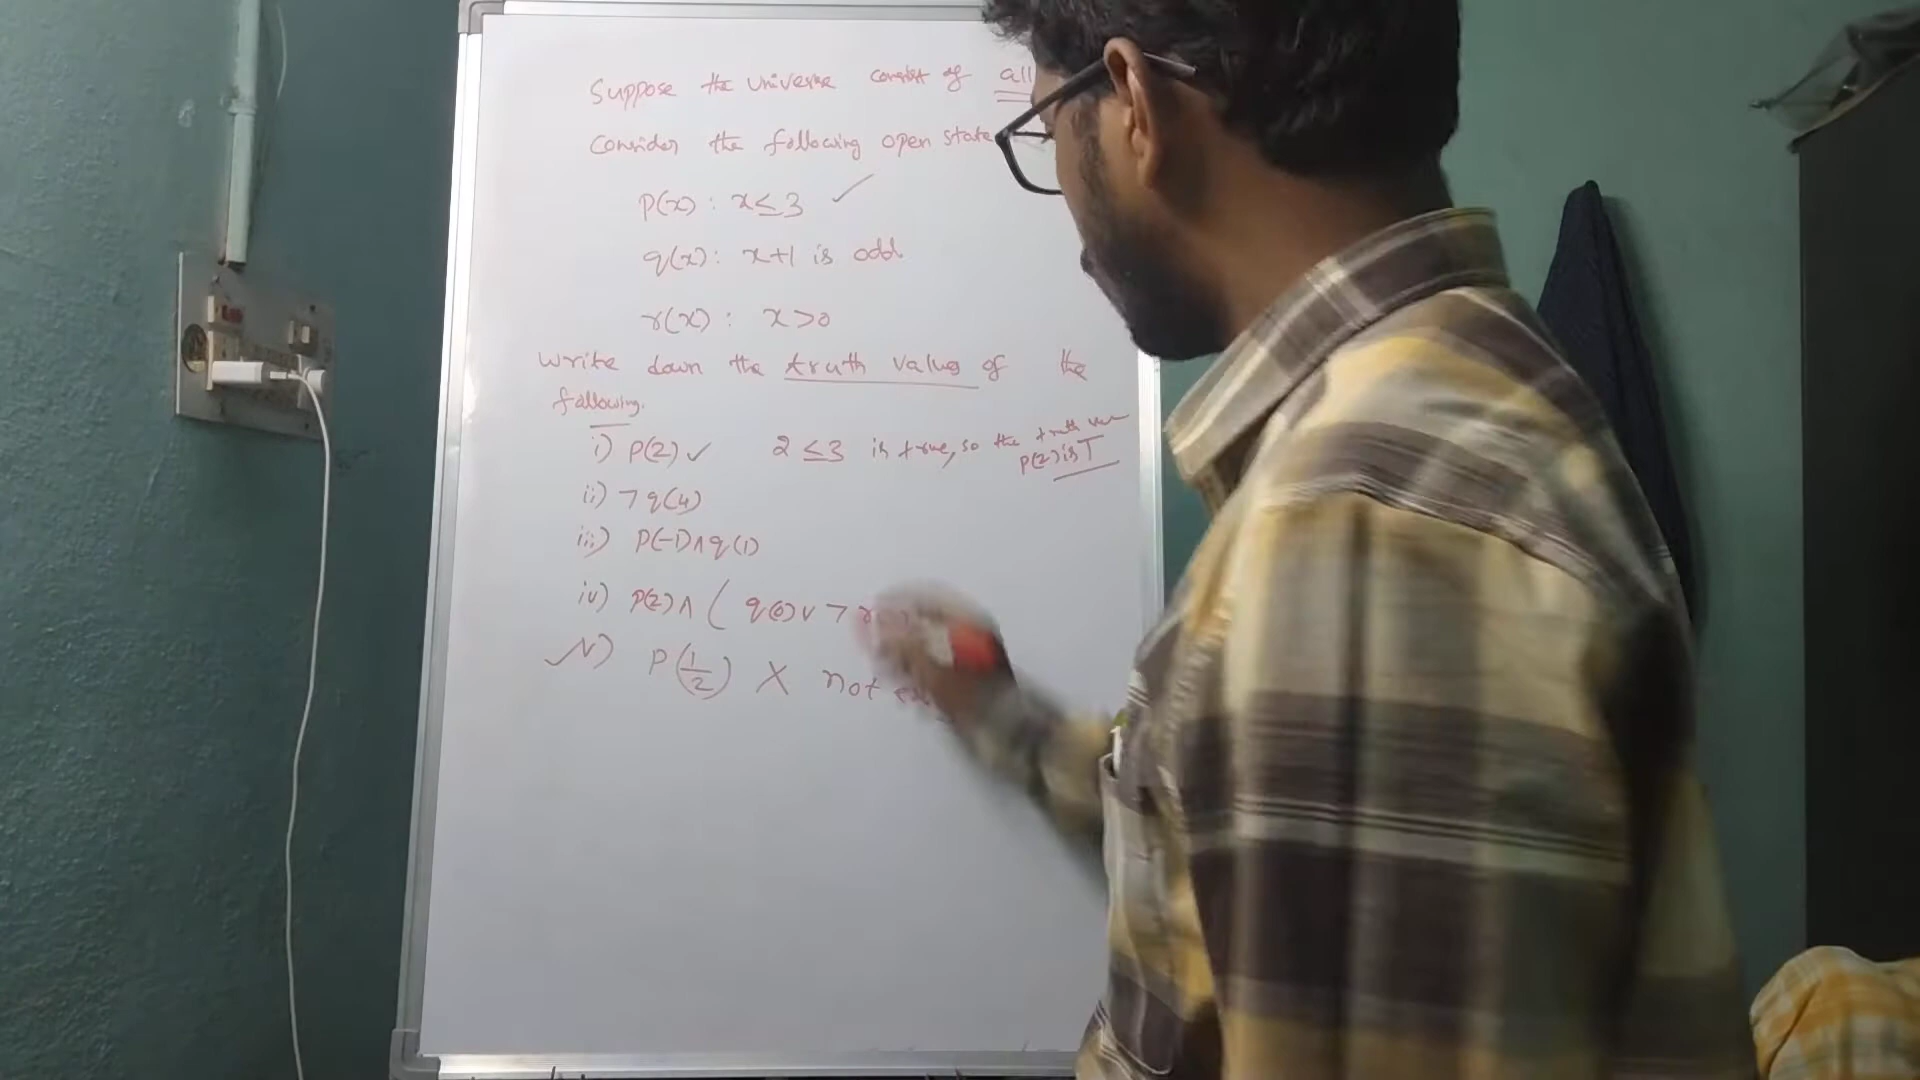 Suppose the Universe consist of all
Consider the following open state
p(x) : x ≤ 3 ✓
q(x) : x+1 is odd
r(x) : x > 0
Write down the truth values of the
following.
i) P(2) ✓ 2 ≤ 3 is true, so the truth
p(2) is T
ii) ¬ q(4)
iii) P(-1) ∧ q(1)
iv) P(2) ∧ ( q(0) ∨ ¬
v) P(1/2) X not